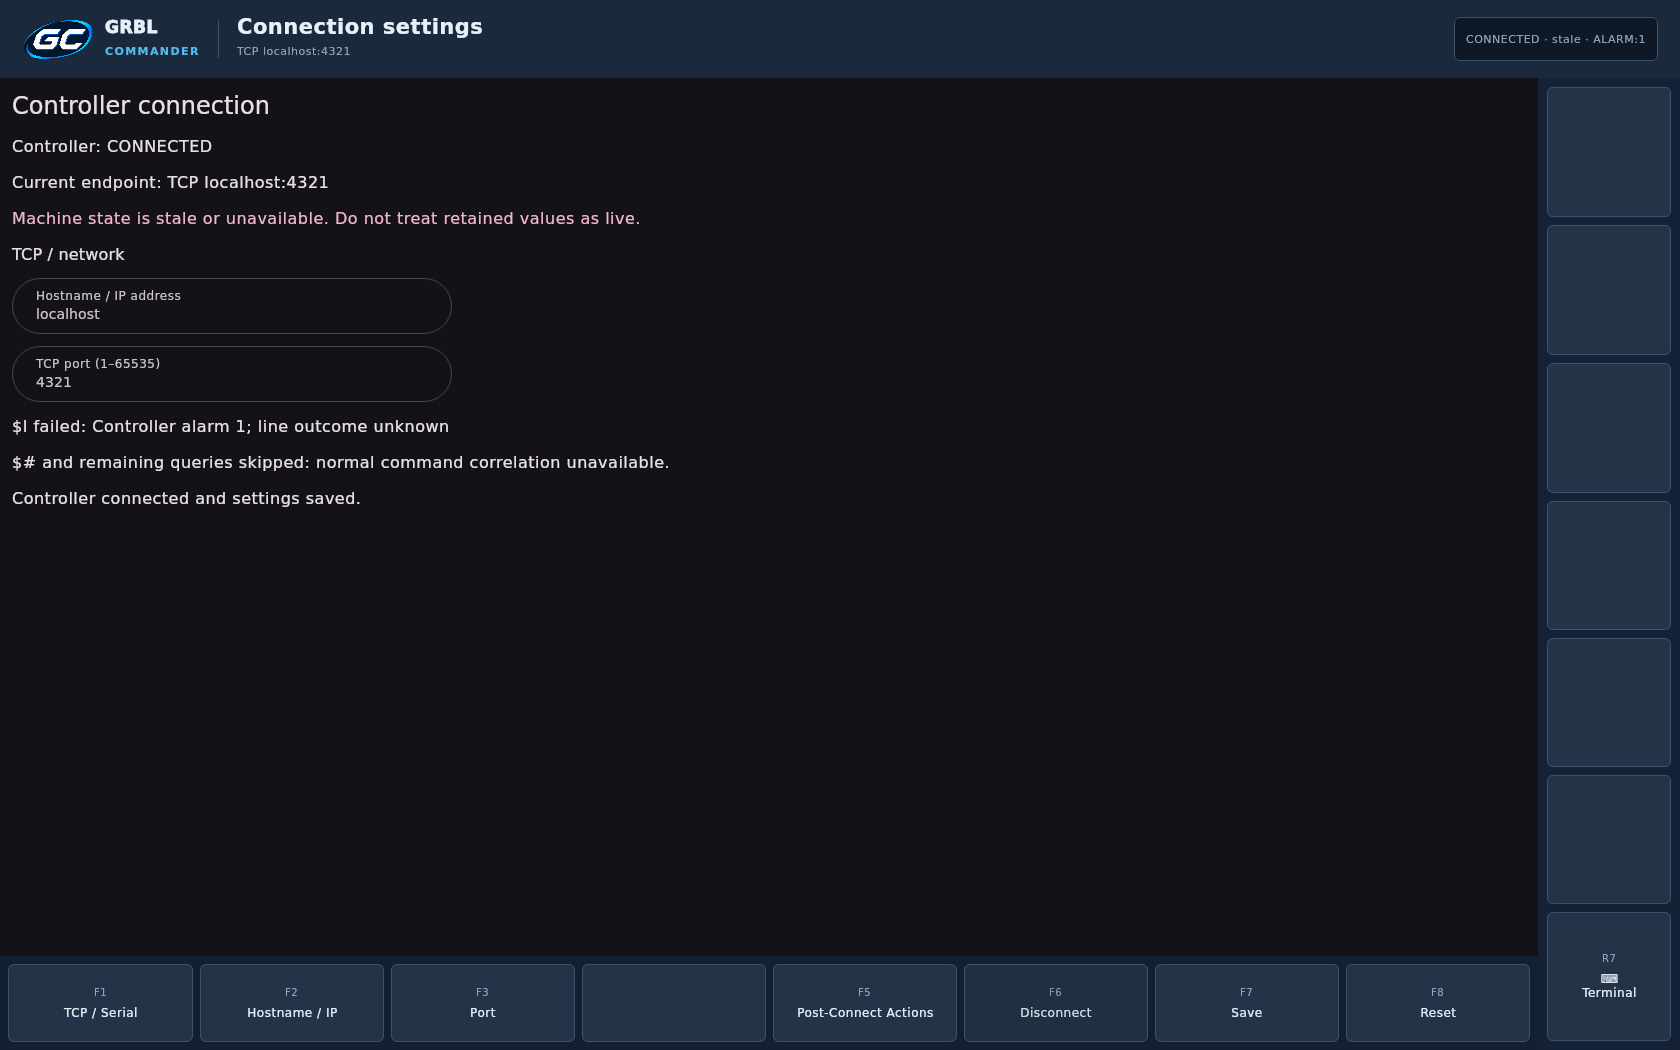 GC
GRBL
COMMANDER
Connection settings
TCP localhost:4321
CONNECTED · stale · ALARM:1
Controller connection
Controller: CONNECTED
Current endpoint: TCP localhost:4321
Machine state is stale or unavailable. Do not treat retained values as live.
TCP / network
Hostname / IP address
localhost
TCP port (1–65535)
4321
$I failed: Controller alarm 1; line outcome unknown
$# and remaining queries skipped: normal command correlation unavailable.
Controller connected and settings saved.
R7
Terminal
F1
TCP / Serial
F2
Hostname / IP
F3
Port
F5
Post-Connect Actions
F6
Disconnect
F7
Save
F8
Reset